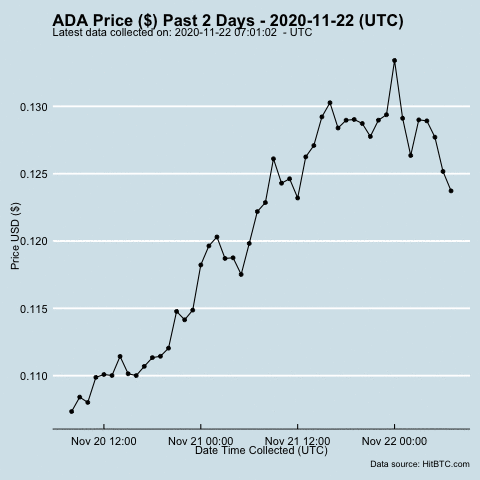 ADA Price ($) Past 2 Days - 2020-11-22 (UTC)
Latest data collected on: 2020-11-22 07:01:02  - UTC
Price USD ($)
0.130
0.125
0.120
0.115
0.110
Nov 20 12:00 Nov 21 00:00 Nov 21 12:00 Nov 22 00:00
Date Time Collected (UTC)
Data source: HitBTC.com